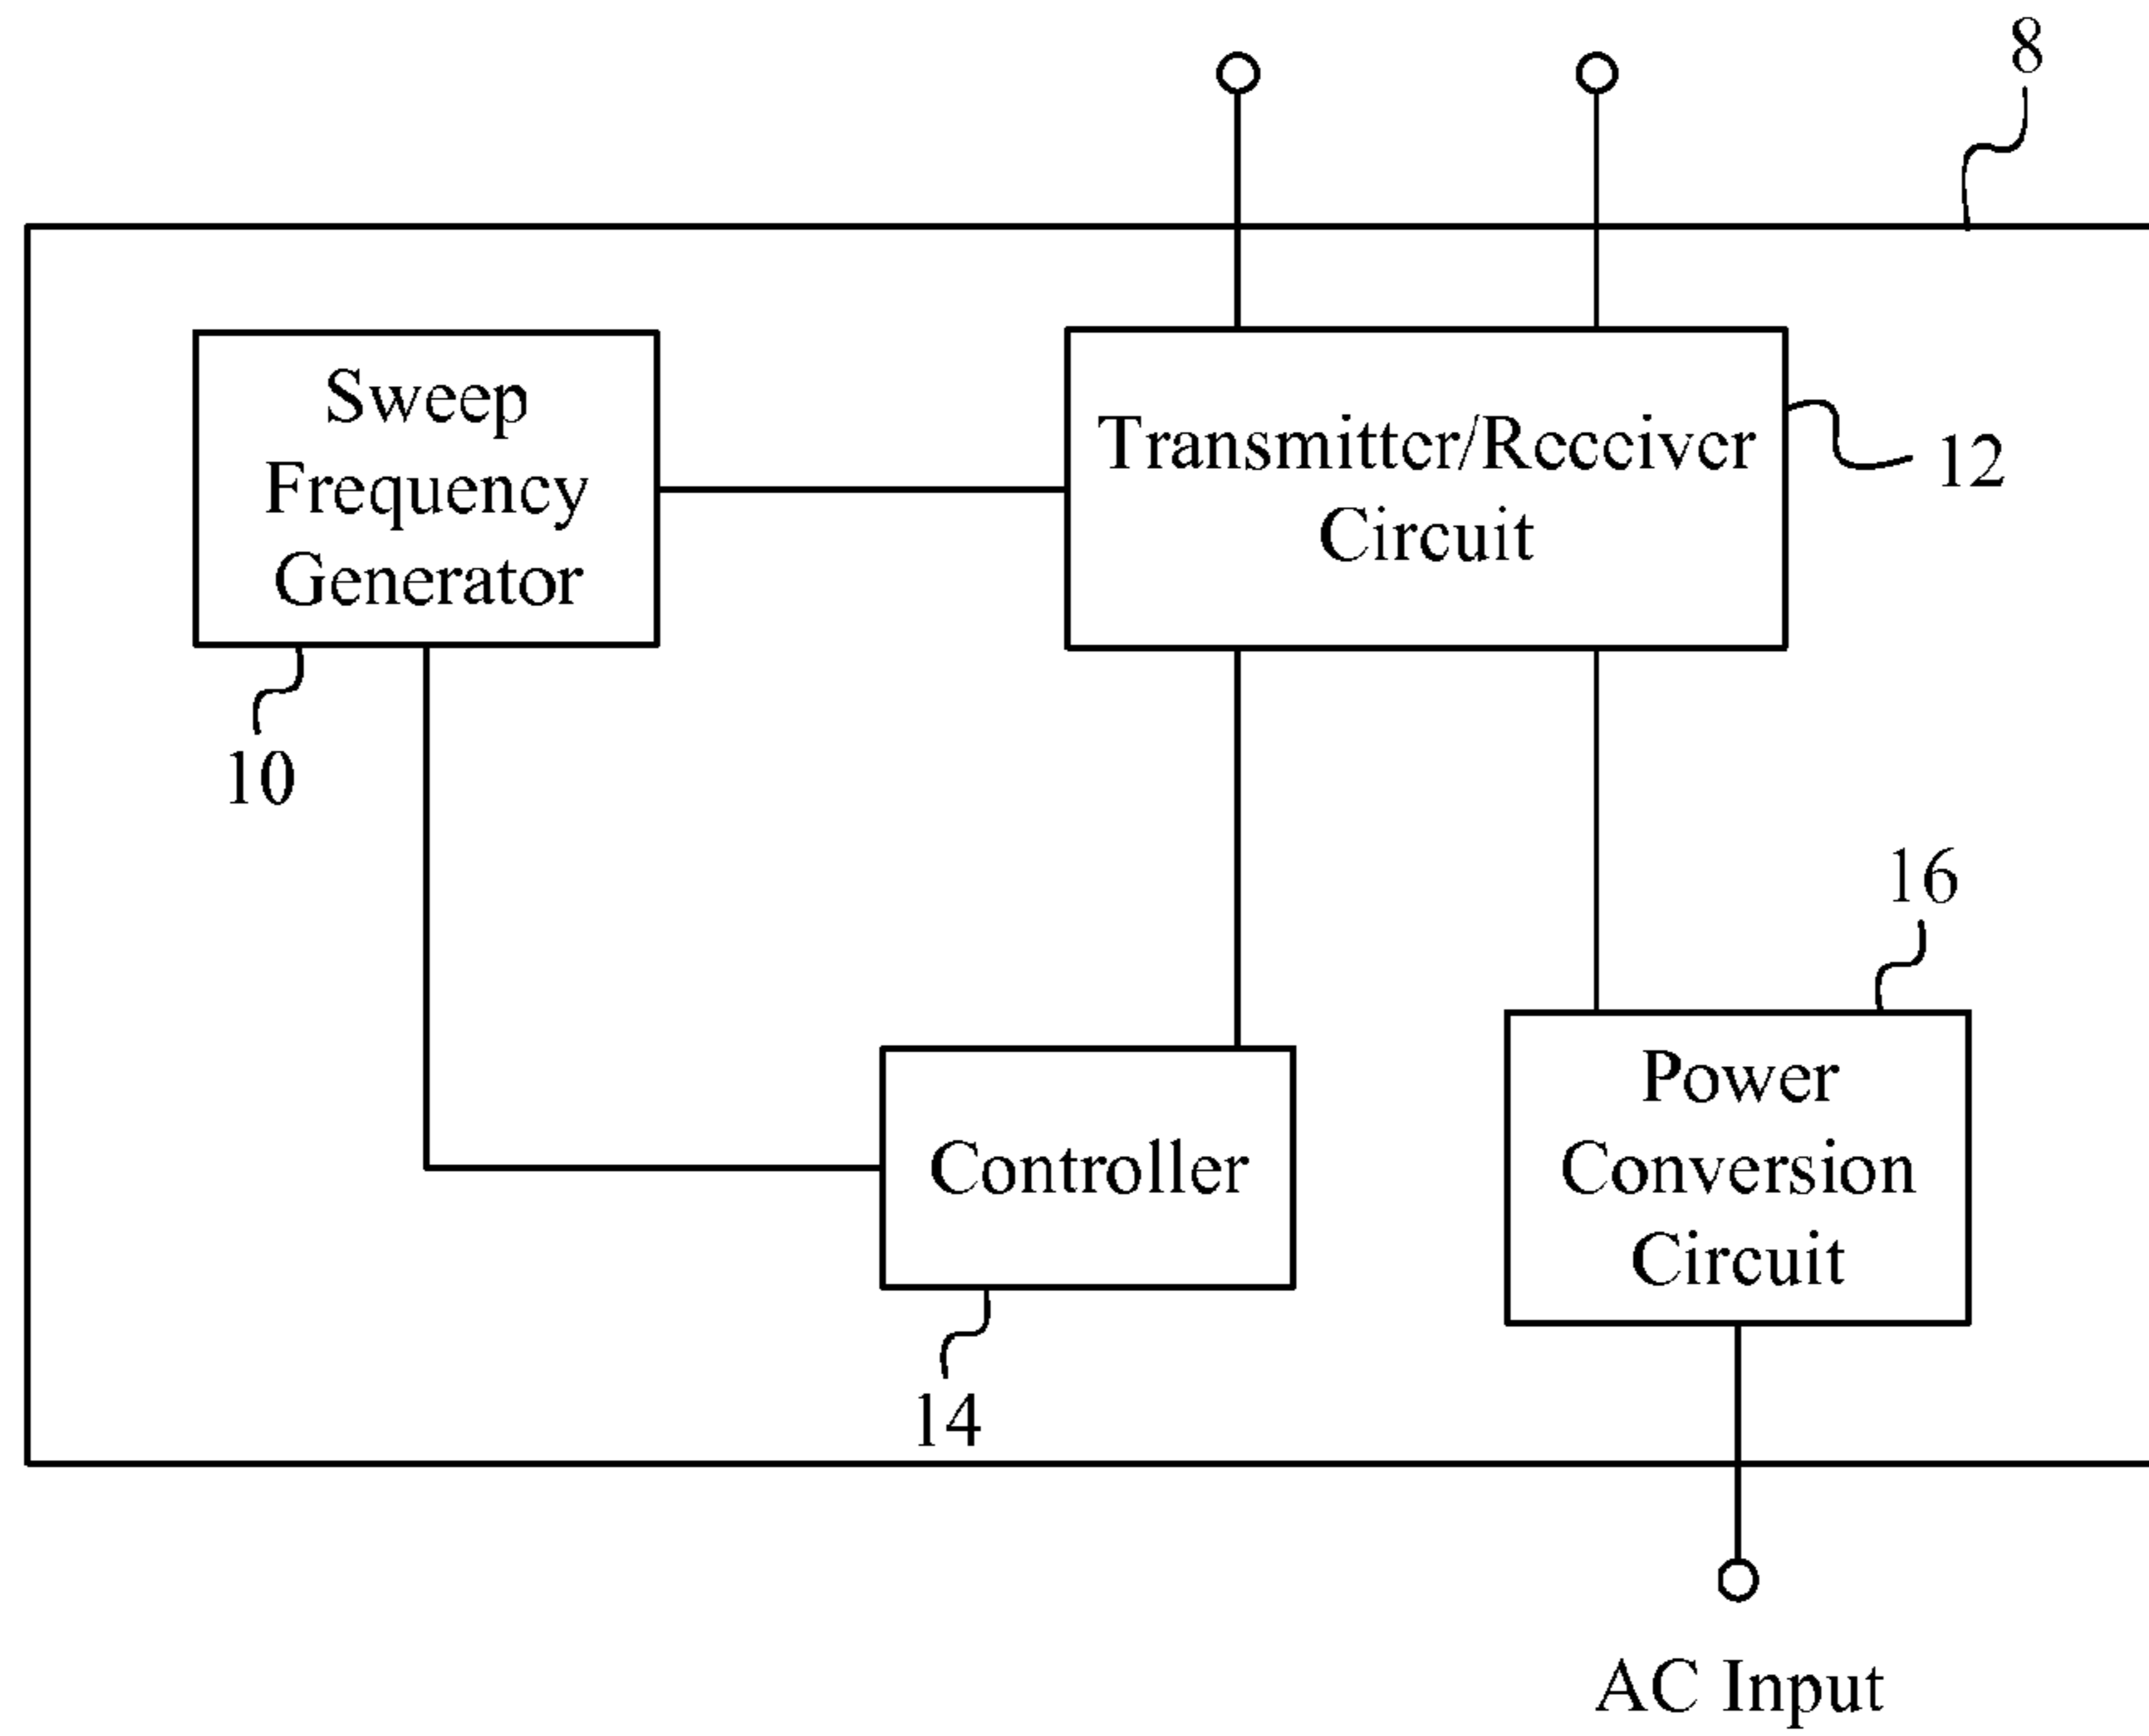 8
Sweep
Frequency
Generator
Transmitter/Receiver
Circuit
12
10
16
Power
Conversion
Circuit
Controller
14
AC Input